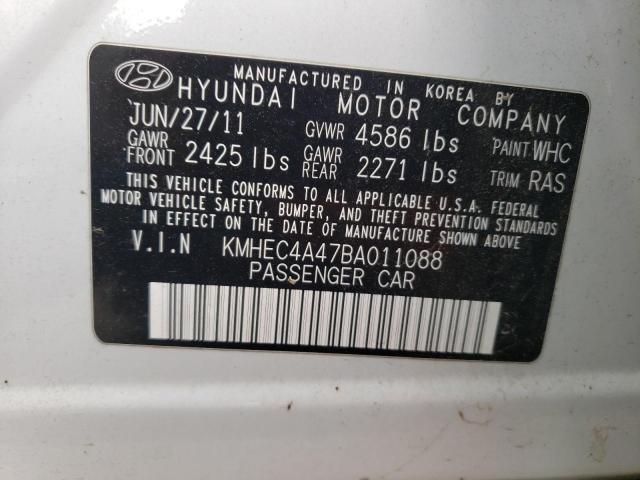 MANUFACTURED IN KOREA BY
HYUNDAI MOTOR COMPANY
JUN/27/11 GVWR 4586 lbs PAINT: WHC
GAWR FRONT 2425 lbs GAWR REAR 2271 lbs TRIM RAS
THIS VEHICLE CONFORMS TO ALL APPLICABLE U.S.A. FEDERAL
MOTOR VEHICLE SAFETY, BUMPER, AND THEFT PREVENTION STANDARDS
IN EFFECT ON THE DATE OF MANUFACTURE SHOWN ABOVE
V.I.N KMHEC4A47BA011088
PASSENGER CAR